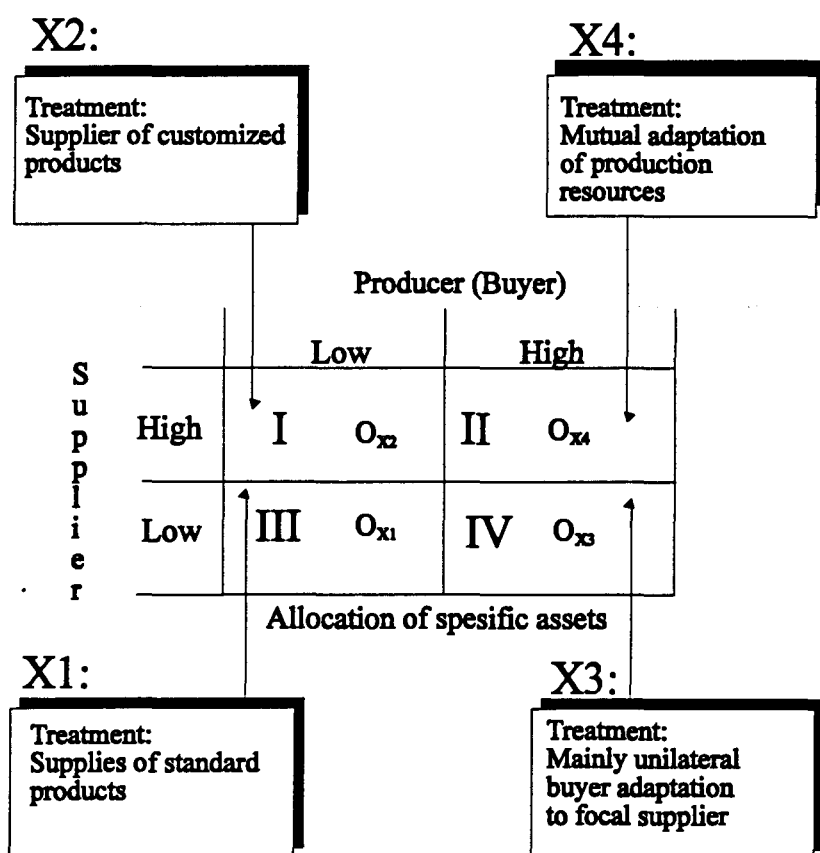 X2:
X4:
Treatment:
Supplier of customized
products
Treatment:
Mutual adaptation
of production
resources
Producer (Buyer)
Low High
Supplier
High I OX2 II OX4
Low III OX1 IV OX3
Allocation of spesific assets
X1:
X3:
Treatment:
Supplies of standard
products
Treatment:
Mainly unilateral
buyer adaptation
to focal supplier